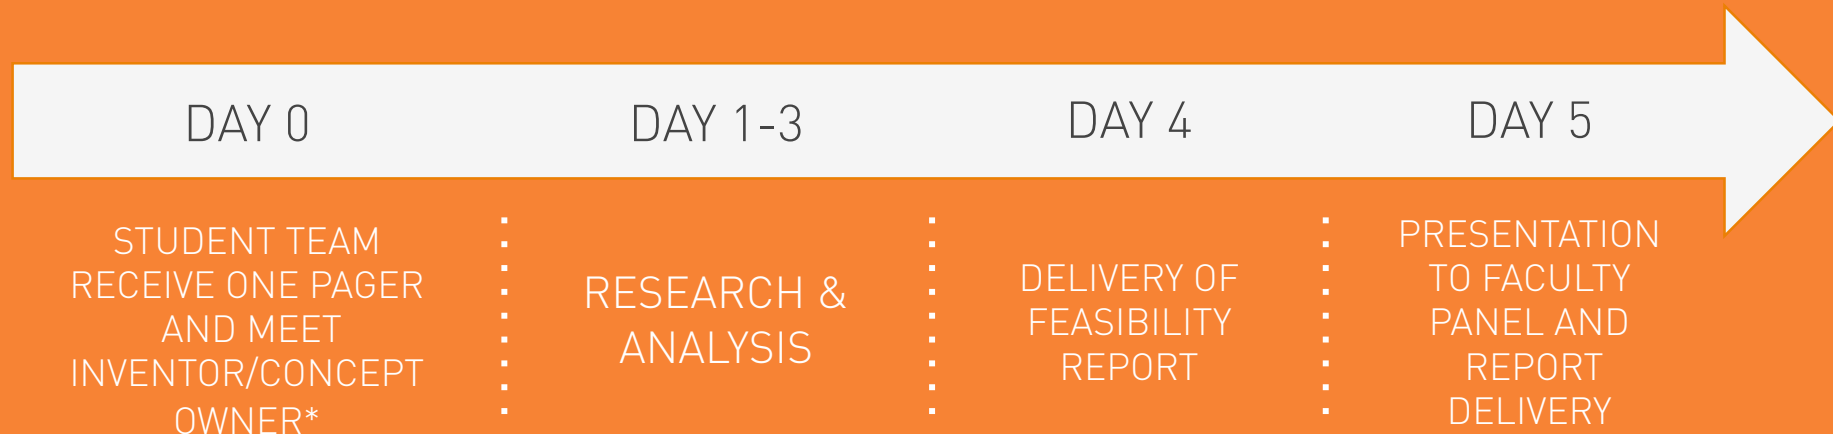 DAY 0
DAY 1-3
DAY 4
DAY 5
STUDENT TEAM
RECEIVE ONE PAGER
AND MEET
INVENTOR/CONCEPT
OWNER*
RESEARCH &
ANALYSIS
DELIVERY OF
FEASIBILITY
REPORT
PRESENTATION
TO FACULTY
PANEL AND
REPORT
DELIVERY